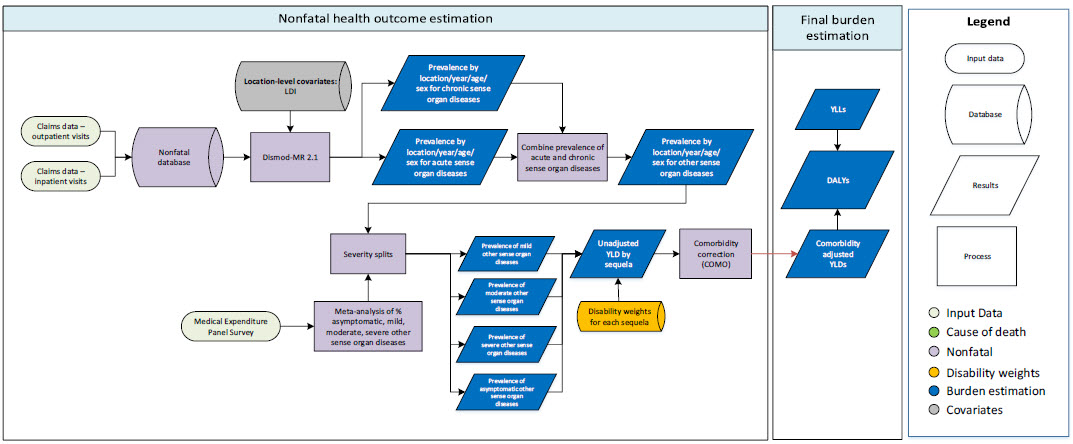 Nonfatal health outcome estimation
Final burden
estimation
Legend
Location-level covariates:
LDI
Claims data –
outpatient visits
Claims data –
inpatient visits
Nonfatal
database
Dismod-MR 2.1
Prevalence by
location/year/age/
sex for chronic sense
organ diseases
Prevalence by
location/year/age/
sex for acute sense
organ diseases
Combine prevalence of
acute and chronic
sense organ diseases
Prevalence by
location/year/age/
sex for other sense
organ diseases
Severity splits
Medical Expenditure
Panel Survey
Meta-analysis of %
asymptomatic, mild,
moderate, severe other
sense organ diseases
Prevalence of mild
other sense organ
diseases
Prevalence of
moderate other
sense organ
diseases
Prevalence of
severe other sense
organ diseases
Prevalence of
asymptomatic other
sense organ
diseases
Unadjusted
YLD by
sequela
Disability weights
for each sequela
Comorbidity
correction
(COMO)
YLLs
DALYs
Comorbidity
adjusted
YLDs
Input data
Database
Results
Process
Input Data
Cause of death
Nonfatal
Disability weights
Burden estimation
Covariates